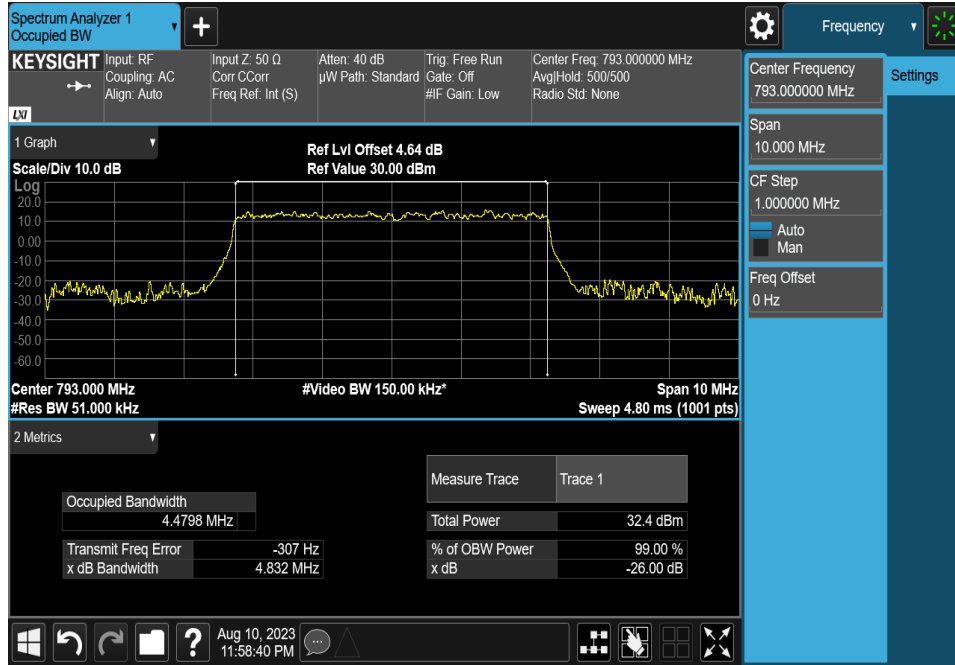 Spectrum Analyzer 1
Occupied BW
+
Frequency
KEYSIGHT
LXI
Input: RF
Coupling: AC
Align: Auto
Input Z: 50 Ω
Corr CCorr
Freq Ref: Int (S)
Atten: 40 dB
µW Path: Standard
Trig: Free Run
Gate: Off
#IF Gain: Low
Center Freq: 793.000000 MHz
Avg|Hold: 500/500
Radio Std: None
Center Frequency
793.000000 MHz
Settings
Span
10.000 MHz
CF Step
1.000000 MHz
Auto
Man
Freq Offset
0 Hz
1 Graph
Scale/Div 10.0 dB
Ref Lvl Offset 4.64 dB
Ref Value 30.00 dBm
Log
20.0
10.0
0.00
-10.0
-20.0
-30.0
-40.0
-50.0
-60.0
Center 793.000 MHz
#Video BW 150.00 kHz*
Span 10 MHz
#Res BW 51.000 kHz
Sweep 4.80 ms (1001 pts)
2 Metrics
Measure Trace
Trace 1
Occupied Bandwidth
4.4798 MHz
Total Power
32.4 dBm
Transmit Freq Error
-307 Hz
% of OBW Power
99.00 %
x dB Bandwidth
4.832 MHz
x dB
-26.00 dB
?
Aug 10, 2023
11:58:40 PM